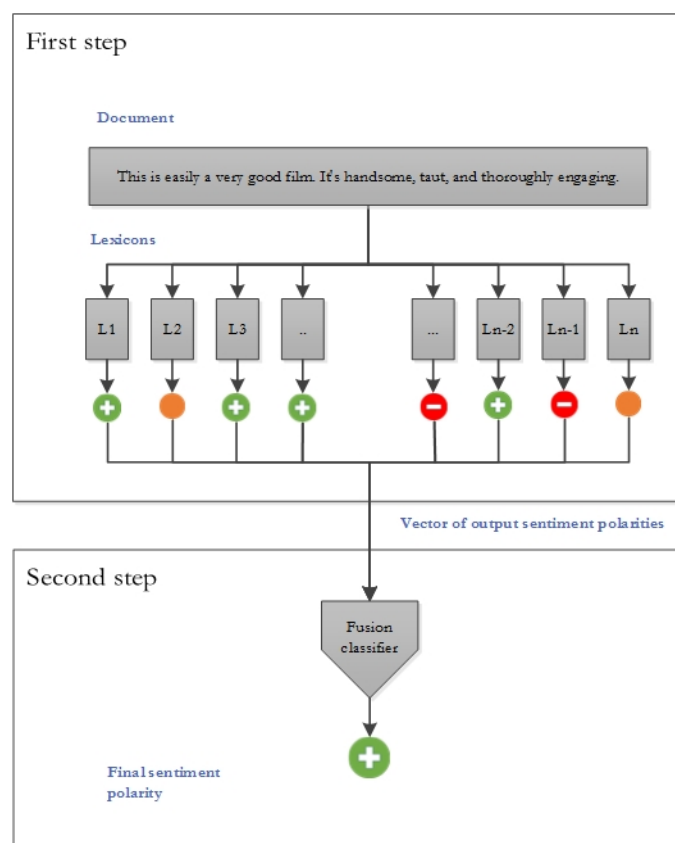 First step
Document
This is easily a very good film. It's handsome, taut, and thoroughly engaging.
Lexicons
L1 L2 L3 .. ... Ln-2 Ln-1 Ln
Vector of output sentiment polarities
Second step
Fusion
classifier
Final sentiment
polarity